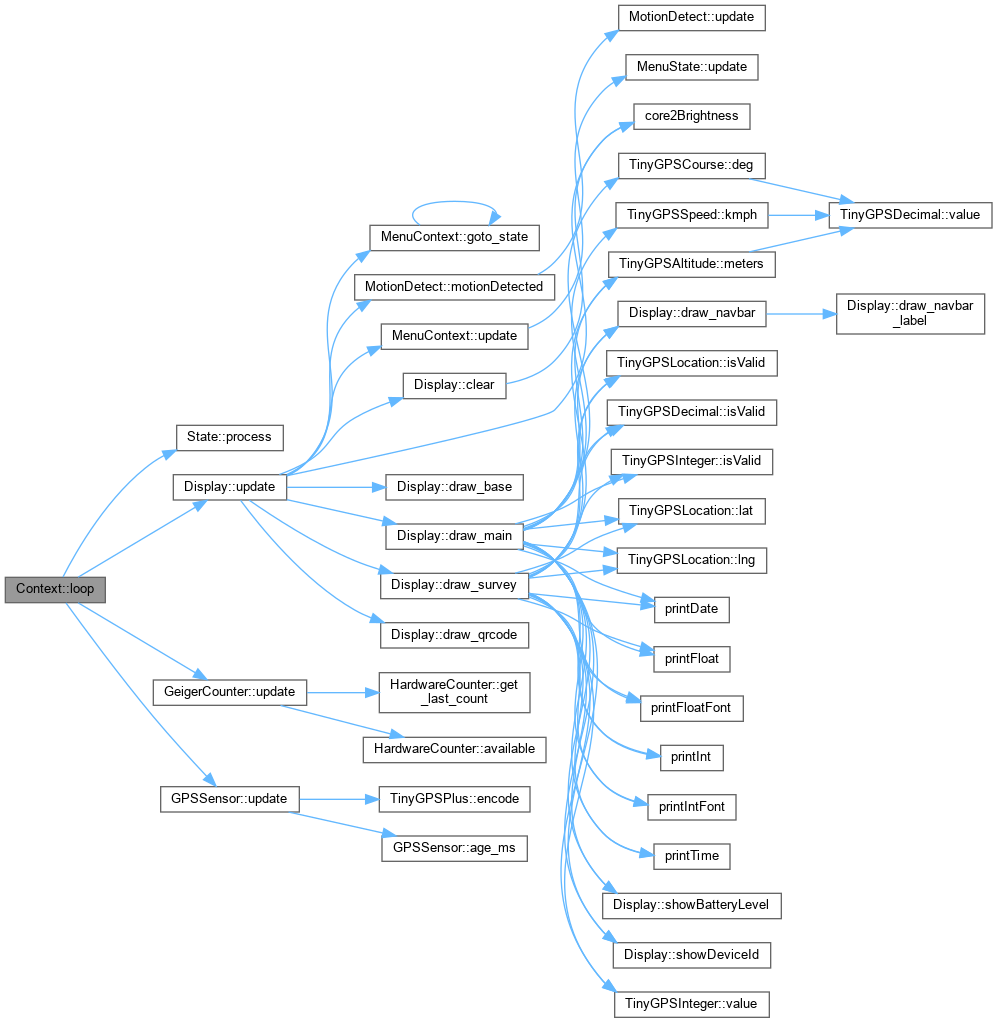 Context::loop
State::process
Display::update
GeigerCounter::update
GPSSensor::update
MenuContext::goto_state
MotionDetect::motionDetected
MenuContext::update
Display::clear
Display::draw_base
Display::draw_main
Display::draw_survey
Display::draw_qrcode
HardwareCounter::get
_last_count
HardwareCounter::available
TinyGPSPlus::encode
GPSSensor::age_ms
MotionDetect::update
MenuState::update
core2Brightness
TinyGPSCourse::deg
TinyGPSSpeed::kmph
TinyGPSAltitude::meters
Display::draw_navbar
TinyGPSLocation::isValid
TinyGPSDecimal::isValid
TinyGPSInteger::isValid
TinyGPSLocation::lat
TinyGPSLocation::lng
printDate
printFloat
printFloatFont
printInt
printIntFont
printTime
Display::showBatteryLevel
Display::showDeviceId
TinyGPSInteger::value
TinyGPSDecimal::value
Display::draw_navbar
_label